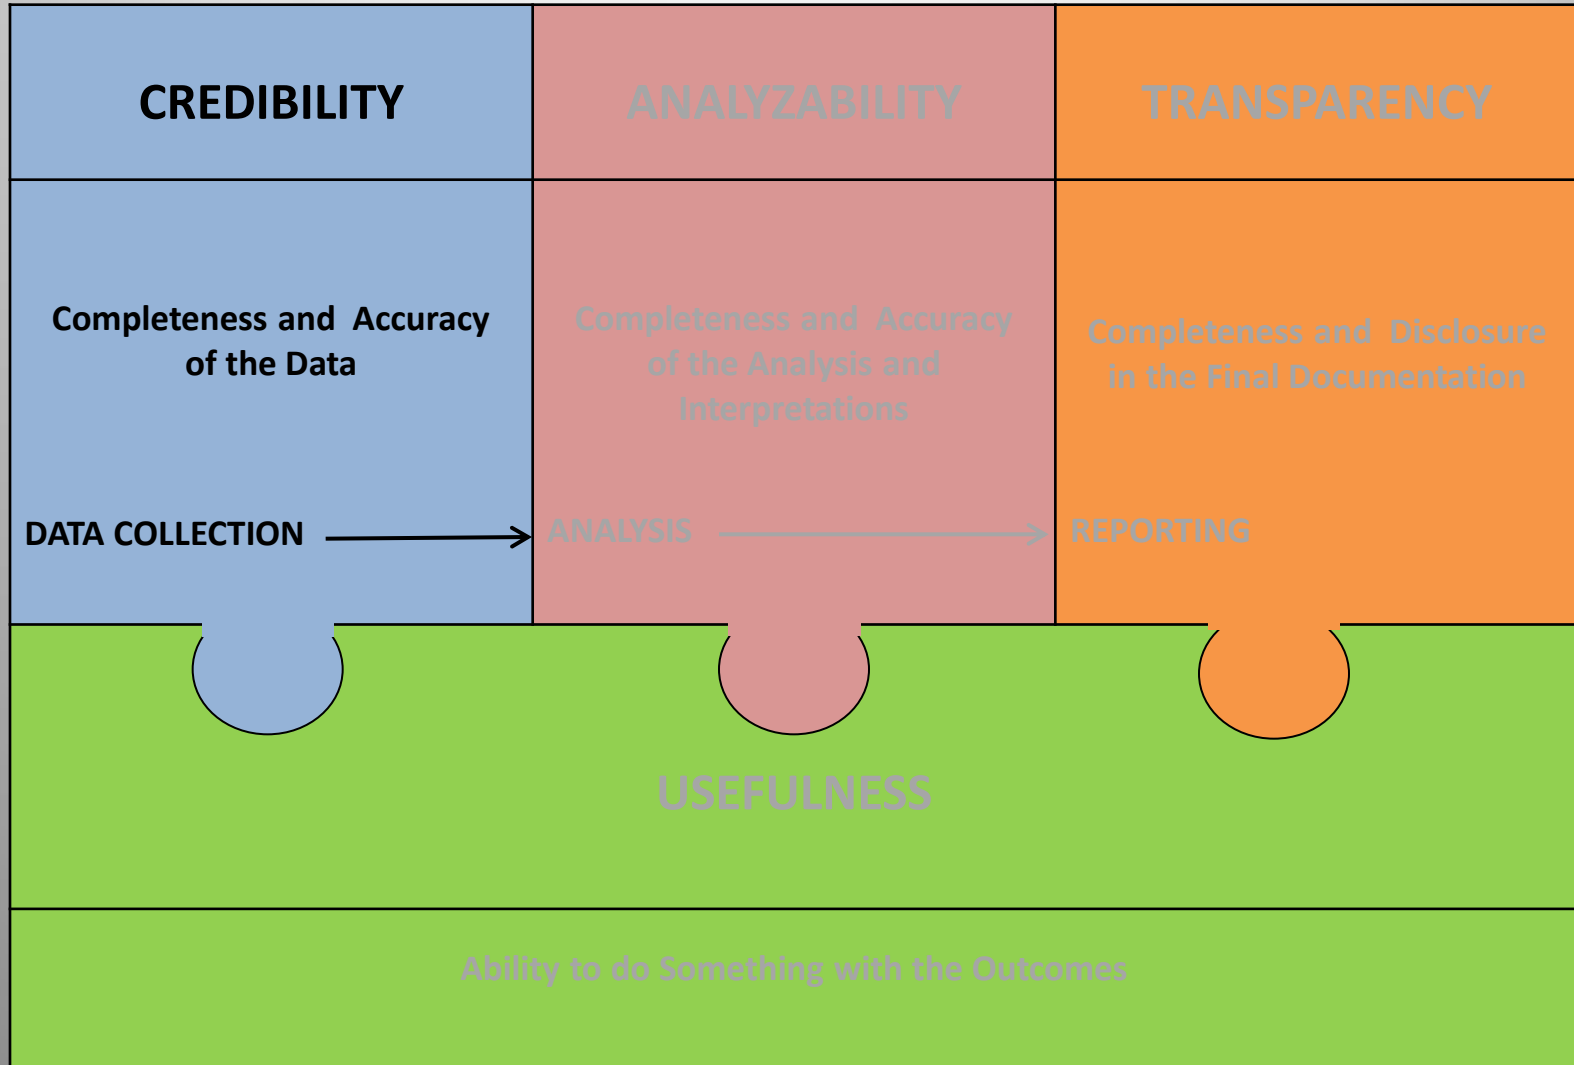 CREDIBILITY
ANALYZABILITY
TRANSPARENCY
Completeness and Accuracy
of the Data
Completeness and Accuracy
of the Analysis and
Interpretations
Completeness and Disclosure
in the Final Documentation
DATA COLLECTION
ANALYSIS
REPORTING
USEFULNESS
Ability to do Something with the Outcomes